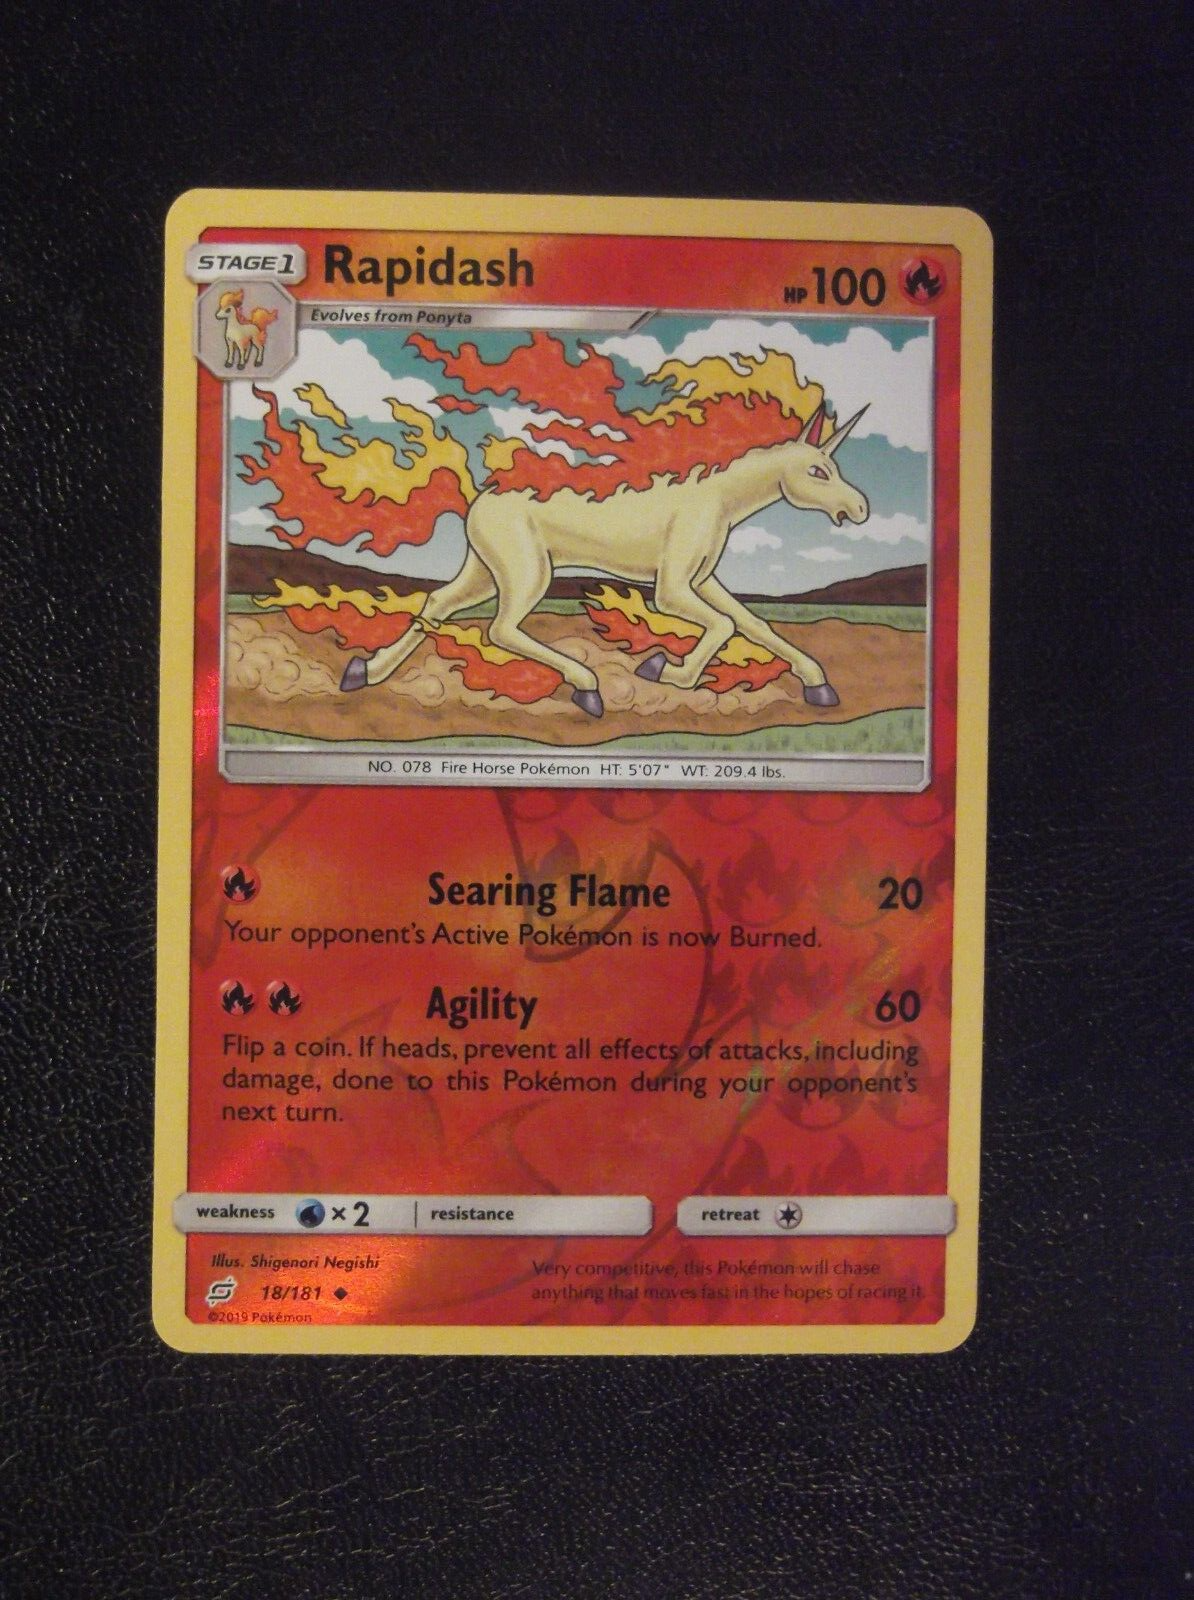 STAGE 1
Rapidash
HP 100
Evolves from Ponyta
NO. 078 Fire Horse Pokémon HT: 5'07" WT: 209.4 lbs.
Searing Flame 20
Your opponent's Active Pokémon is now Burned.
Agility 60
Flip a coin. If heads, prevent all effects of attacks, including
damage, done to this Pokémon during your opponent's
next turn.
weakness × 2 resistance retreat
Illus. Shigenori Negishi
18/181
©2019 Pokémon
Very competitive, this Pokémon will chase
anything that moves fast in the hopes of racing it.